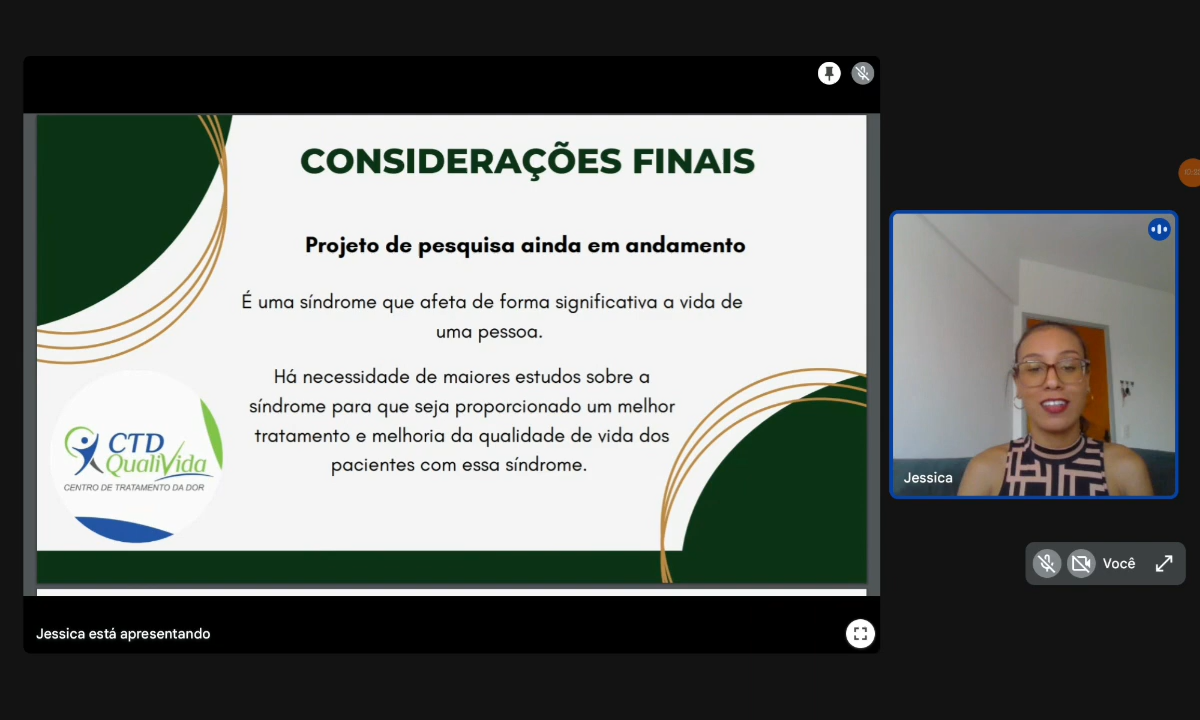 CONSIDERAÇÕES FINAIS
Projeto de pesquisa ainda em andamento
É uma síndrome que afeta de forma significativa a vida de
uma pessoa.
Há necessidade de maiores estudos sobre a
síndrome para que seja proporcionado um melhor
tratamento e melhoria da qualidade de vida dos
pacientes com essa síndrome.
CTD
QualiVida
CENTRO DE TRATAMENTO DA DOR
Jessica está apresentando
Jessica
Você